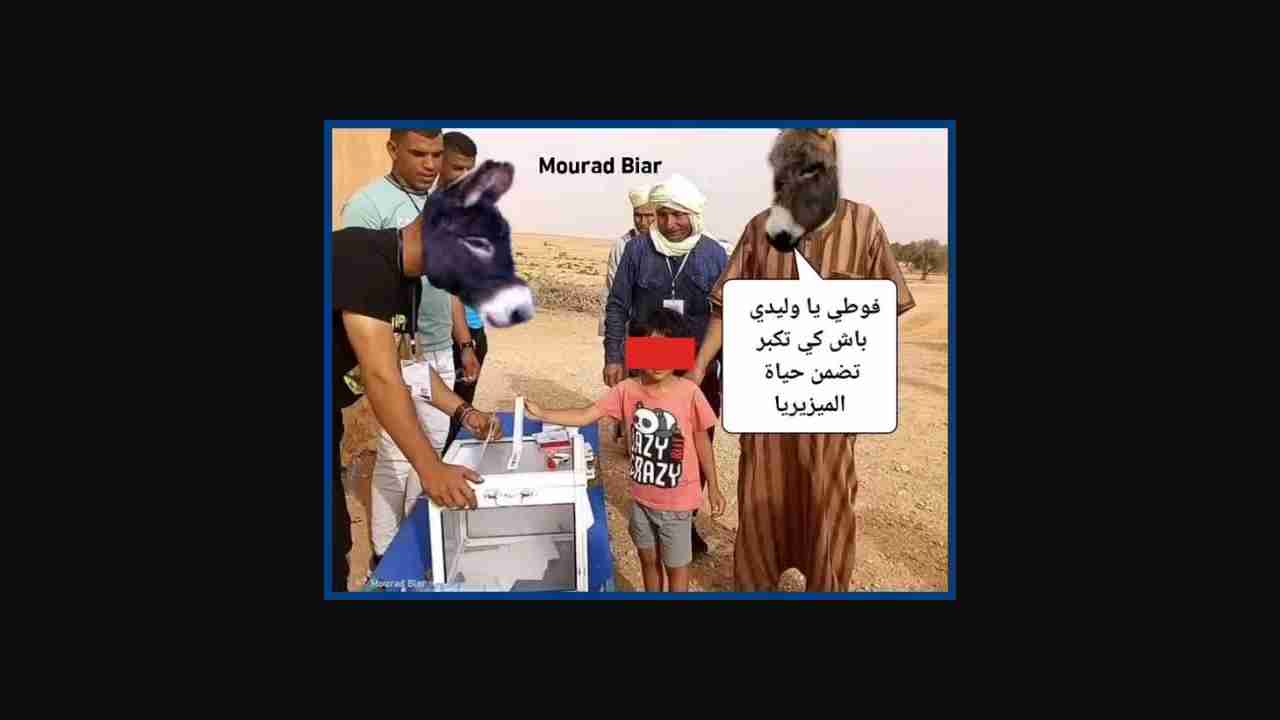 Mourad Biar
فوطي يا وليدي
باش كي تكبر
تضمن حياة
الميزيريا
CRAZY
CRAZY
Mourad Biar